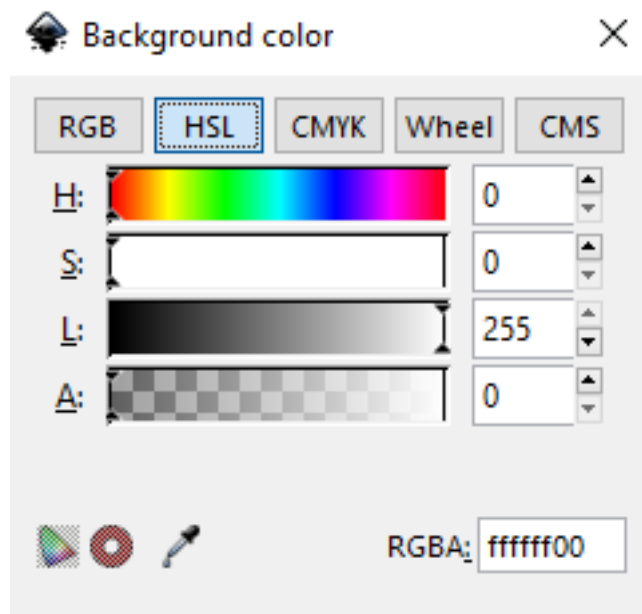 Background color
RGB HSL CMYK Wheel CMS
H: 0
S: 0
L: 255
A: 0
RGBA: ffffff00